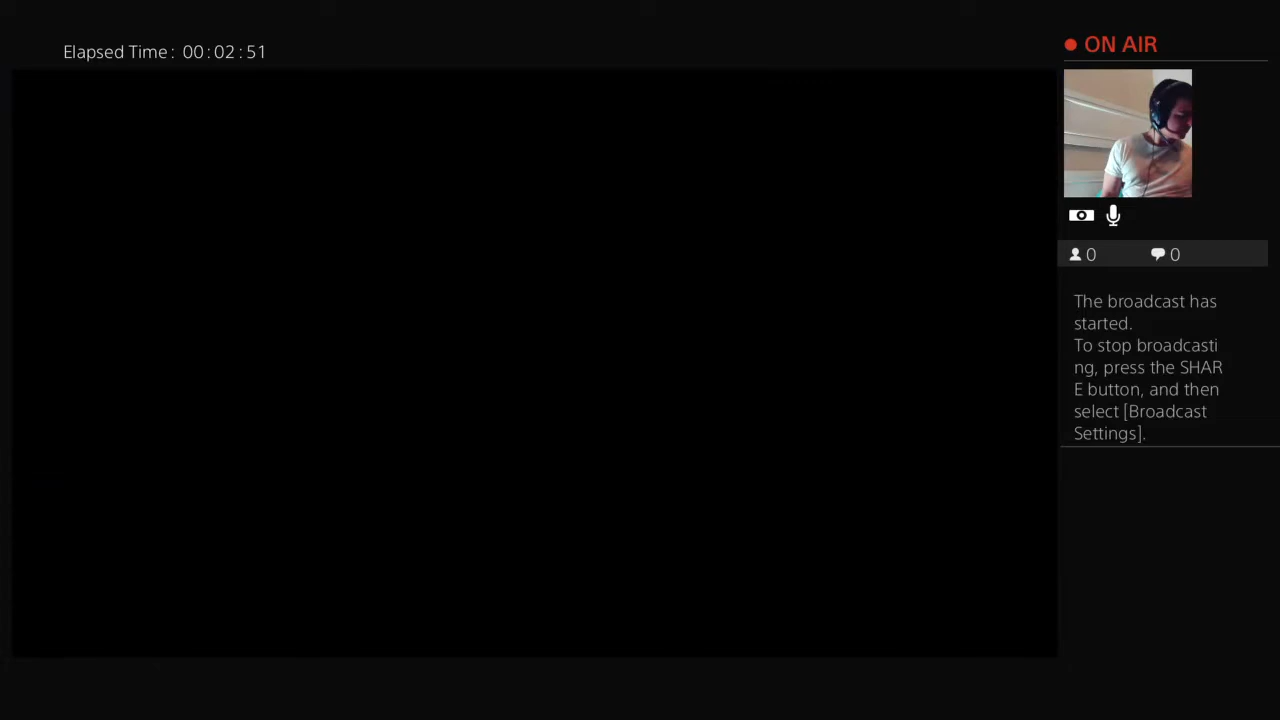 Elapsed Time: 00:02:51
ON AIR
0 0
The broadcast has
started.
To stop broadcasti
ng, press the SHAR
E button, and then
select [Broadcast
Settings].